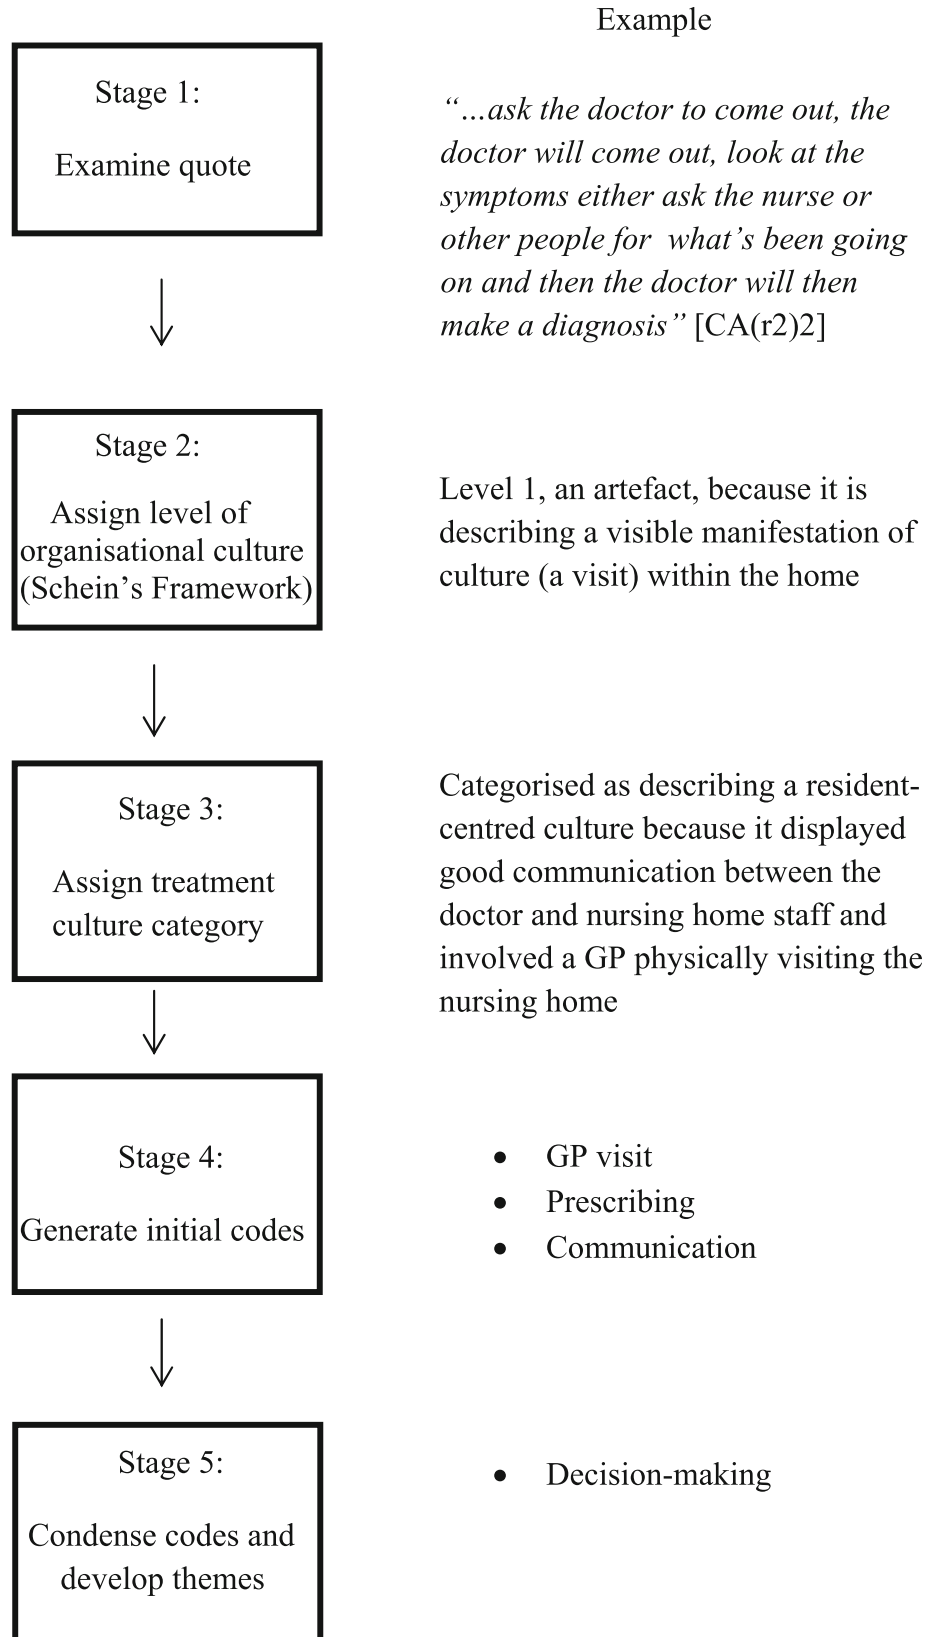 Example
Stage 1:
Examine quote
“…ask the doctor to come out, the
doctor will come out, look at the
symptoms either ask the nurse or
other people for what’s been going
on and then the doctor will then
make a diagnosis” [CA(r2)2]
Stage 2:
Assign level of
organisational culture
(Schein’s Framework)
Level 1, an artefact, because it is
describing a visible manifestation of
culture (a visit) within the home
Stage 3:
Assign treatment
culture category
Categorised as describing a resident-
centred culture because it displayed
good communication between the
doctor and nursing home staff and
involved a GP physically visiting the
nursing home
Stage 4:
Generate initial codes
• GP visit
• Prescribing
• Communication
Stage 5:
Condense codes and
develop themes
• Decision-making